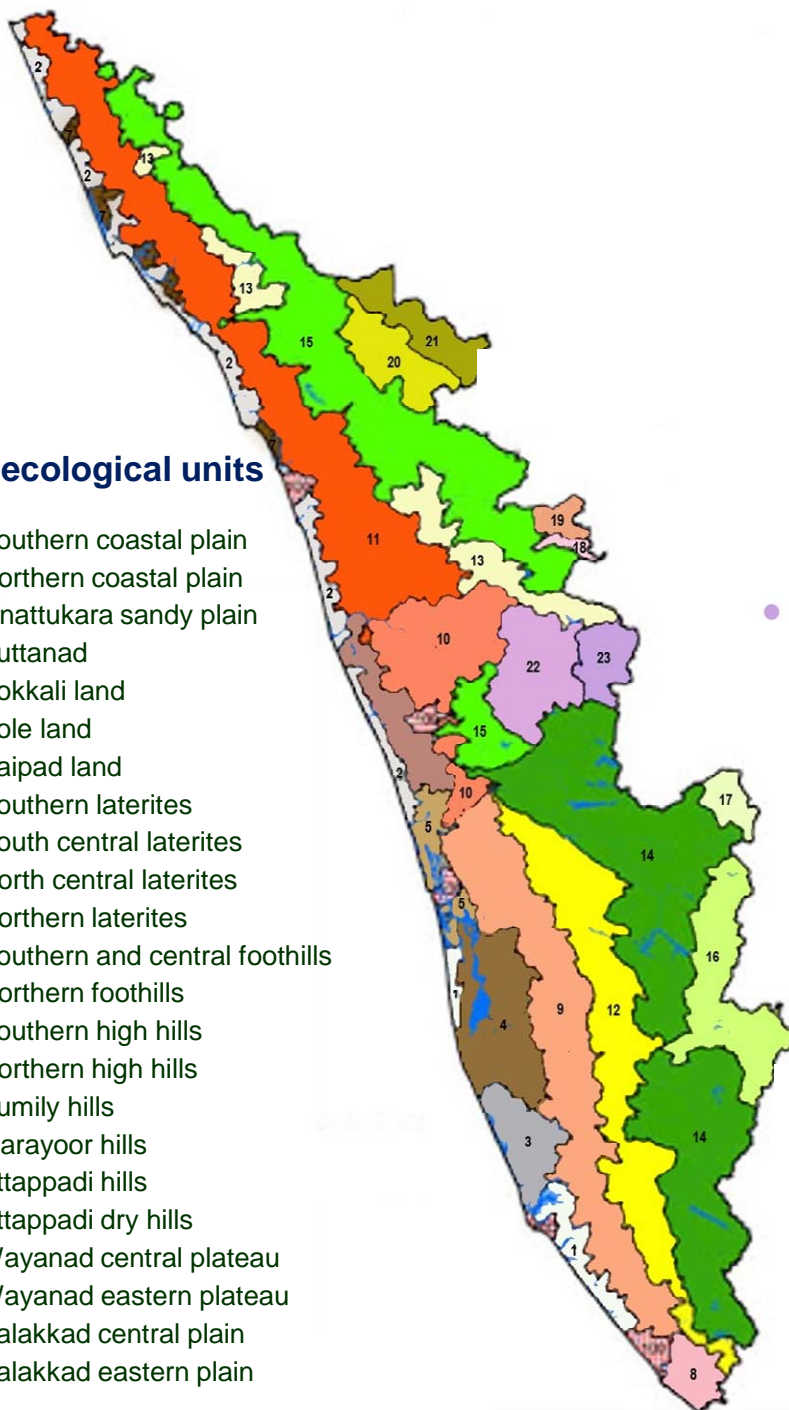 2
7
2
13
7
13
2
15
21
20
7
ecological units
11
13
19
18
outhern coastal plain
orthern coastal plain
nattukara sandy plain
uttanad
okkali land
ole land
aipad land
outhern laterites
outh central laterites
orth central laterites
orthern laterites
outhern and central foothills
orthern foothills
outhern high hills
orthern high hills
umily hills
arayoor hills
ttappadi hills
ttappadi dry hills
ayanad central plateau
ayanad eastern plateau
alakkad central plain
alakkad eastern plain
2
10
22
23
15
2
10
17
5
14
5
16
1
4
9
12
3
14
1
8